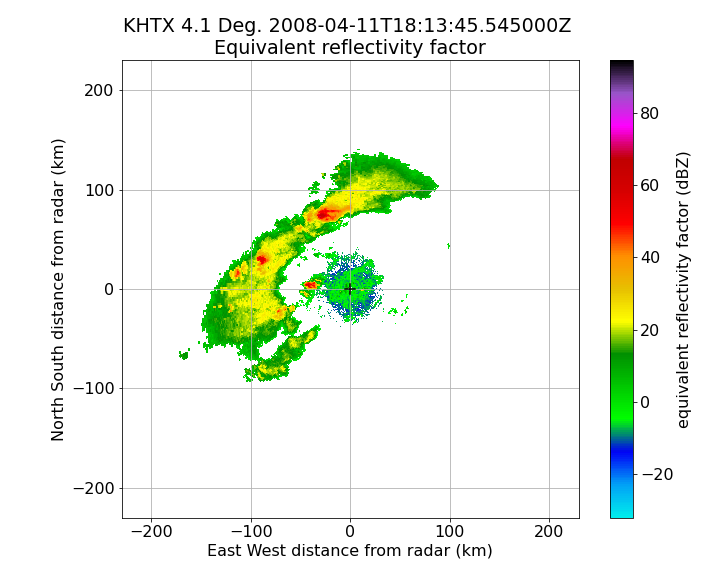 KHTX 4.1 Deg. 2008-04-11T18:13:45.545000Z
Equivalent reflectivity factor
North South distance from radar (km)
200
100
0
−100
−200
−200 −100 0 100 200
East West distance from radar (km)
80
60
40
20
0
−20
equivalent reflectivity factor (dBZ)